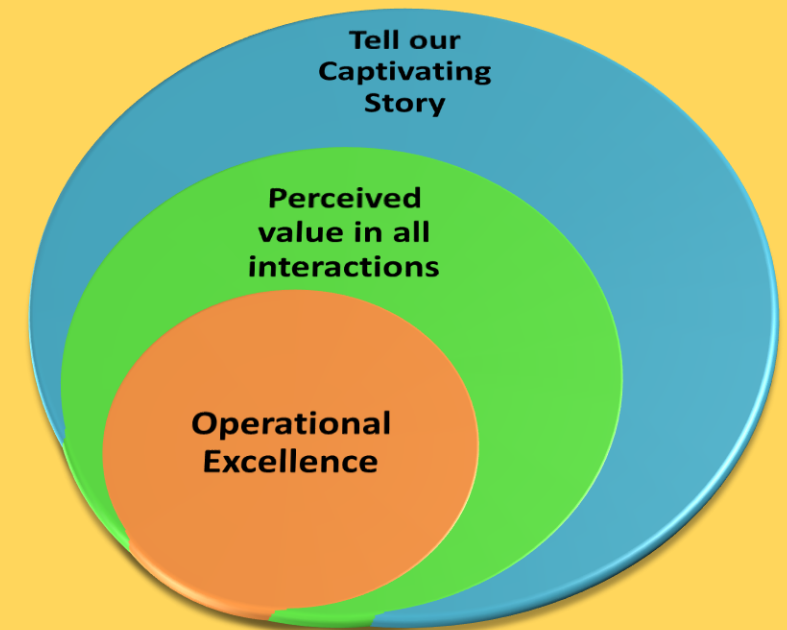 Tell our
Captivating
Story
Perceived
value in all
interactions
Operational
Excellence